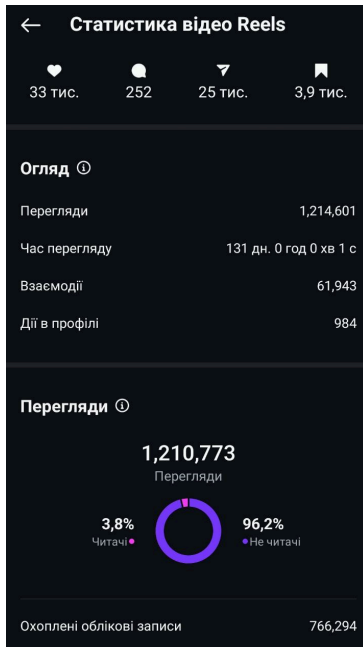 Статистика відео Reels
33 тис. 252 25 тис. 3,9 тис.
Огляд
Перегляди 1,214,601
Час перегляду 131 дн. 0 год 0 хв 1 с
Взаємодії 61,943
Дії в профілі 984
Перегляди
1,210,773
Перегляди
3,8% 96,2%
Читачі Не читачі
Охоплені облікові записи 766,294